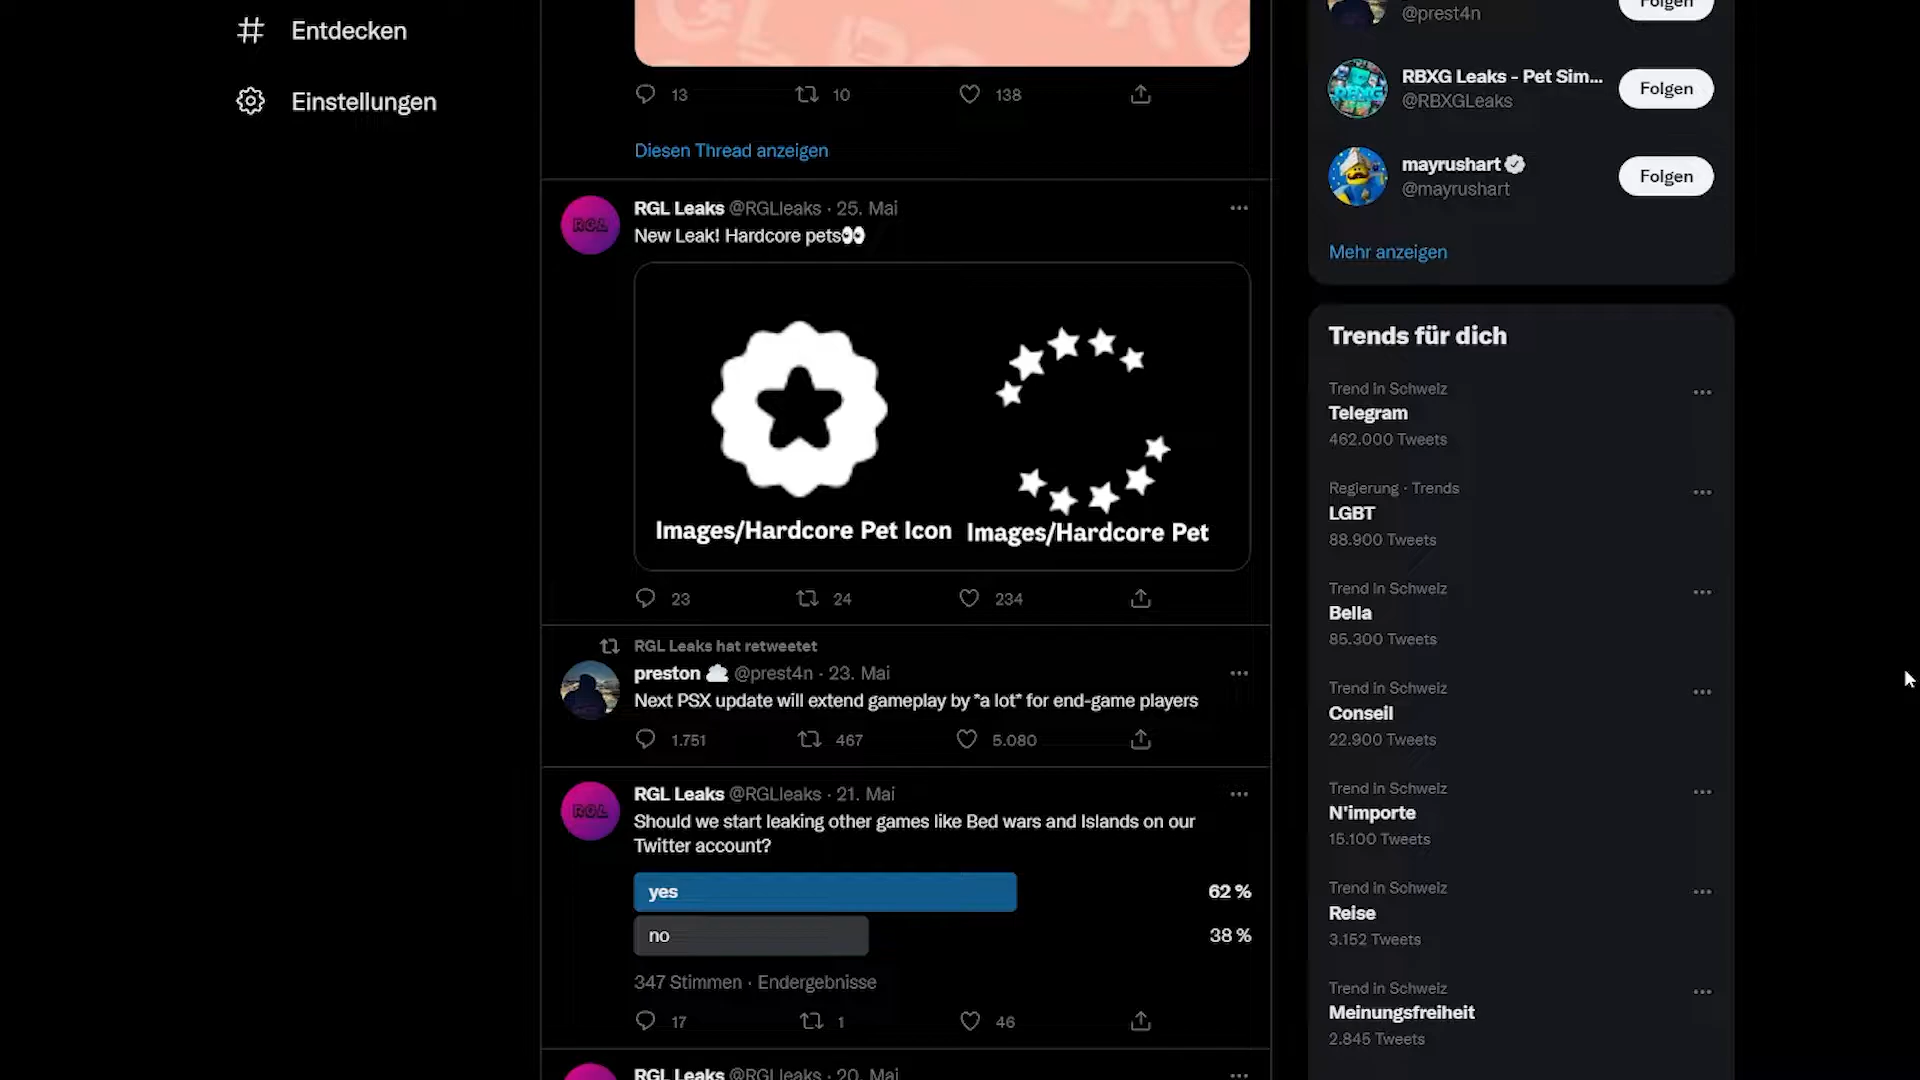 Entdecken
Einstellungen
13
10
138
Diesen Thread anzeigen
RGL Leaks @RGLleaks · 25. Mai
New Leak! Hardcore pets👀
Images/Hardcore Pet Icon
Images/Hardcore Pet
23
24
234
RGL Leaks hat retweetet
preston @prest4n · 23. Mai
Next PSX update will extend gameplay by *a lot* for end-game players
1.751
467
5.080
RGL Leaks @RGLleaks · 21. Mai
Should we start leaking other games like Bed wars and Islands on our
Twitter account?
yes
62 %
no
38 %
347 Stimmen · Endergebnisse
17
1
46
RGL Leaks @RGLleaks · 20. Mai
@prest4n
Folgen
RBXG Leaks - Pet Sim...
@RBXGLeaks
Folgen
mayrushart
@mayrushart
Folgen
Mehr anzeigen
Trends für dich
Trend in Schweiz
Telegram
462.000 Tweets
Regierung · Trends
LGBT
88.900 Tweets
Trend in Schweiz
Bella
85.300 Tweets
Trend in Schweiz
Conseil
22.900 Tweets
Trend in Schweiz
N'importe
15.100 Tweets
Trend in Schweiz
Reise
3.152 Tweets
Trend in Schweiz
Meinungsfreiheit
2.845 Tweets